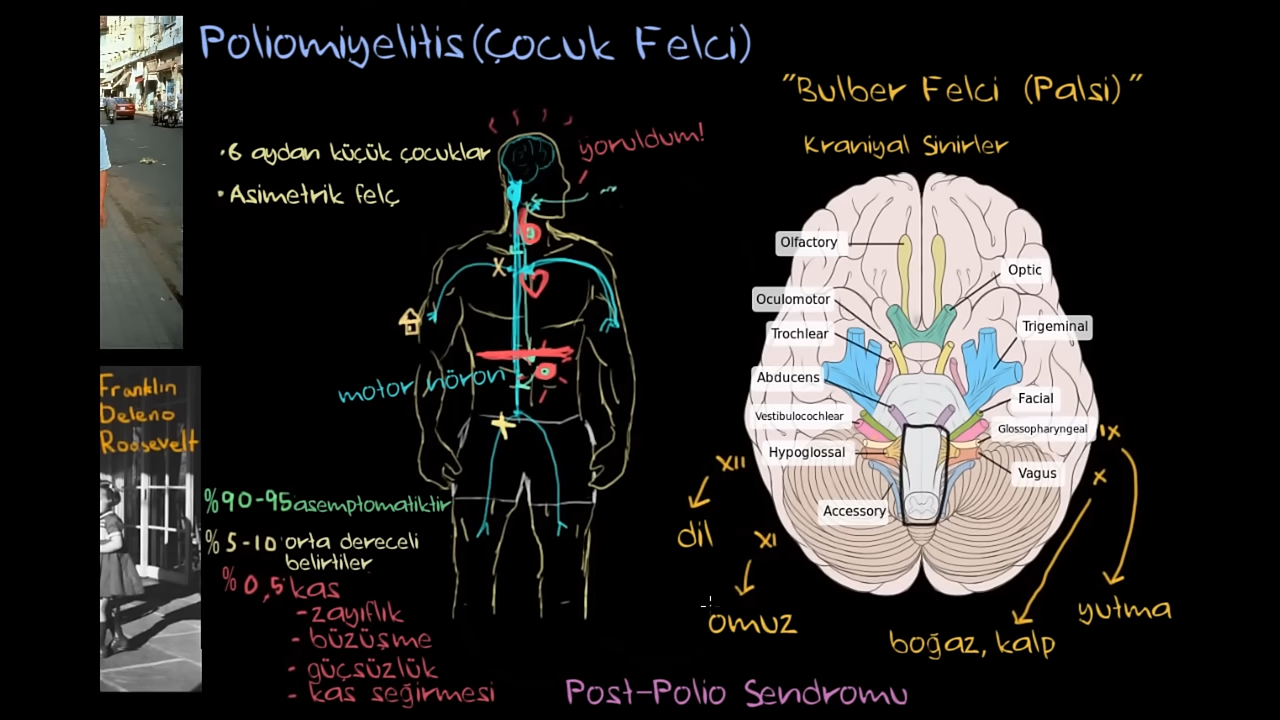 Poliomiyelitis (Çocuk Felci)
"Bulber Felci (Palsi)"
Kraniyal Sinirler
•6 aydan küçük çocuklar
•Asimetrik felç
yoruldum!
motor nöron
Franklin
Deleno
Roosevelt
%90-95 asemptomatiktir
%5-10 orta dereceli
belirtiler
%0,5 kas
-zayıflık
- büzüşme
- güçsüzlük
- kas seğirmesi
Olfactory
Optic
Oculomotor
Trochlear
Trigeminal
Abducens
Facial
Vestibulocochlear
Glossopharyngeal
Hypoglossal
Vagus
Accessory
IX
X
XII
XI
dil
omuz
boğaz, kalp
yutma
Post-Polio Sendromu